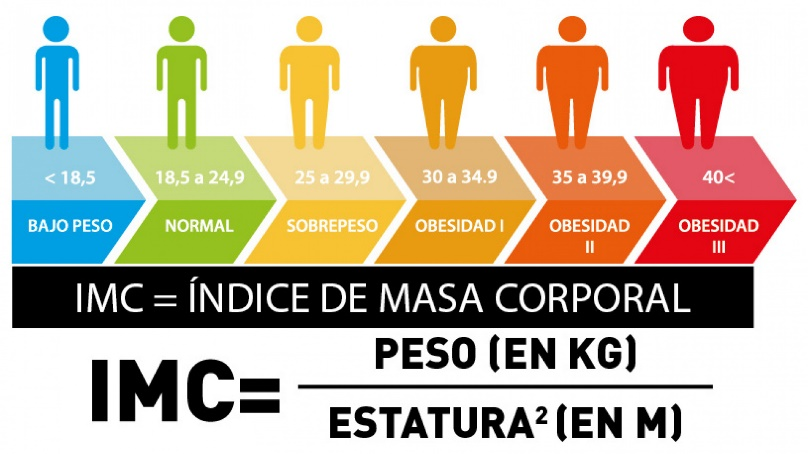 < 18,5
18,5 a 24,9
25 a 29,9
30 a 34.9
35 a 39,9
40<
BAJO PESO
NORMAL
SOBREPESO
OBESIDAD I
OBESIDAD
II
OBESIDAD
III
IMC = ÍNDICE DE MASA CORPORAL
IMC=
PESO (EN KG)
ESTATURA² (EN M)